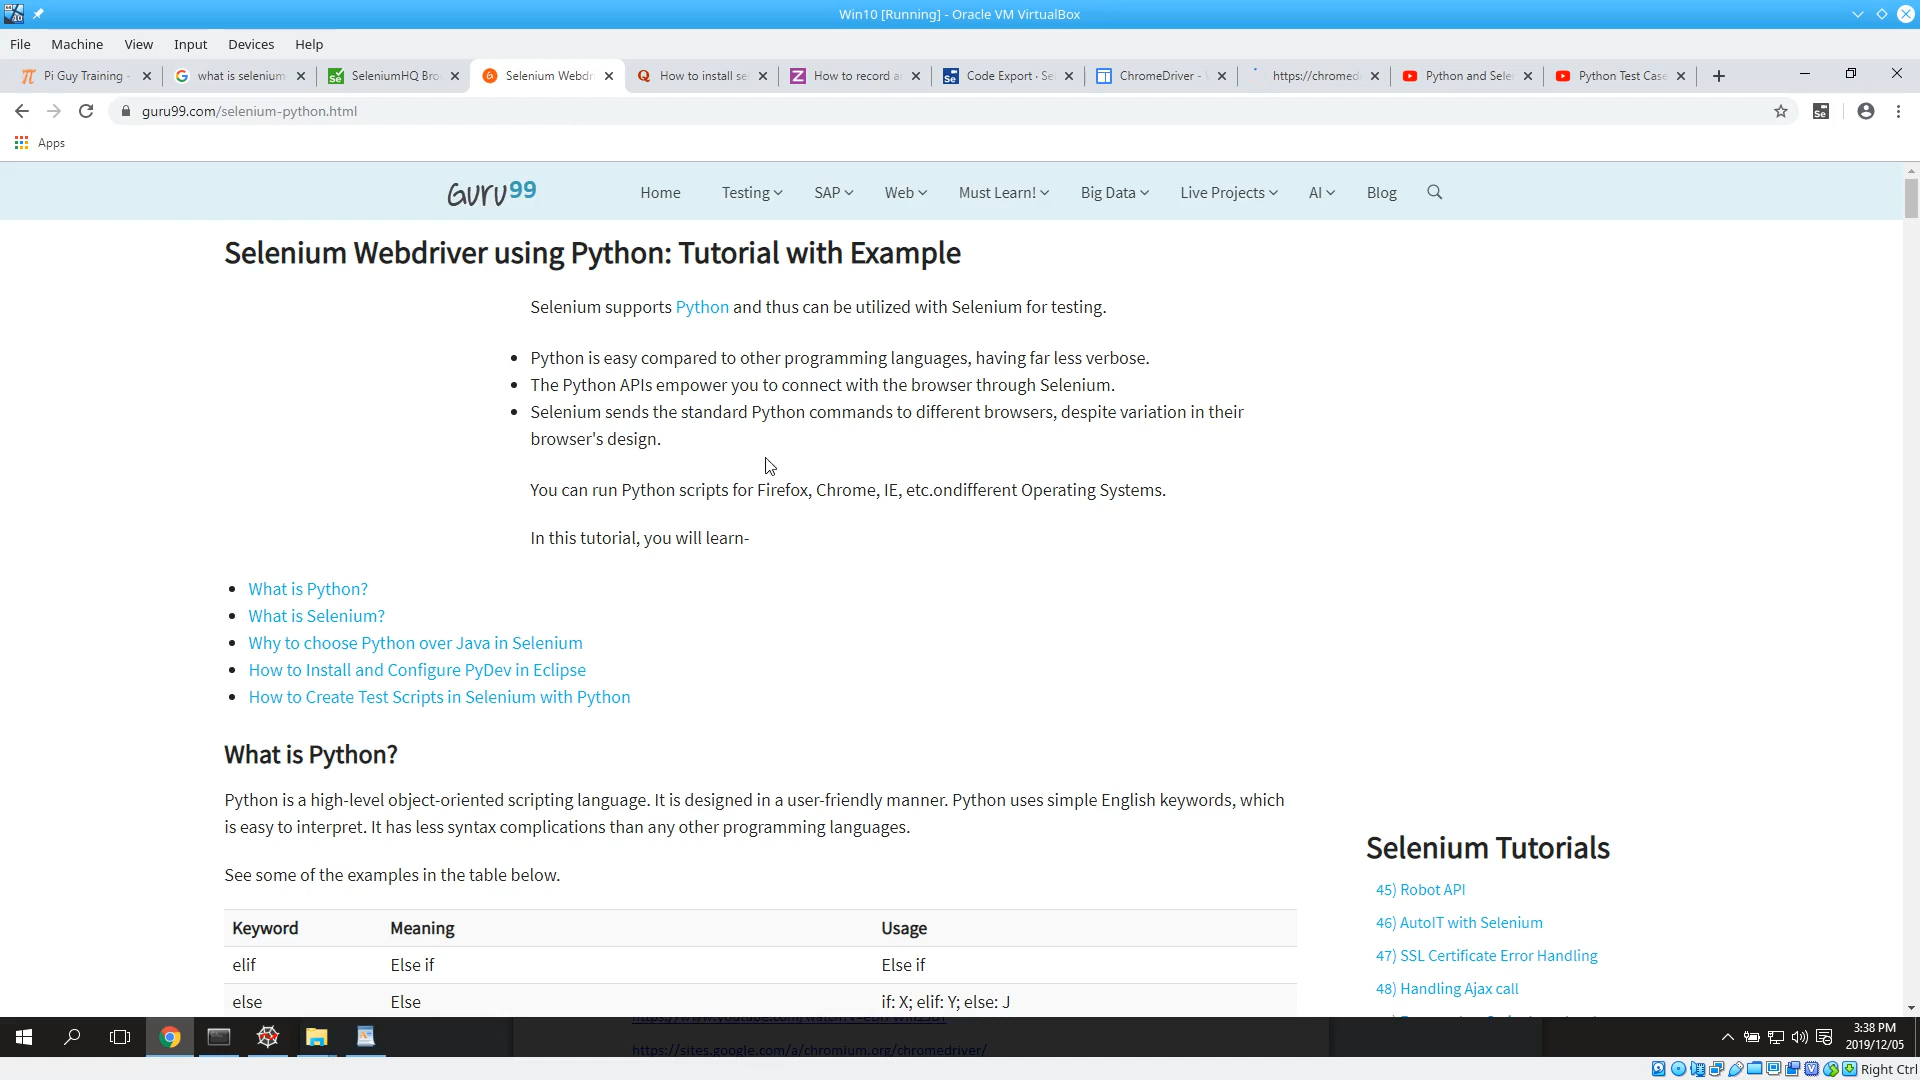 Win10 [Running] - Oracle VM VirtualBox
File Machine View Input Devices Help
Pi Guy Training - what is selenium SeleniumHQ Bro Selenium Webdr How to install se How to record a Code Export · Se ChromeDriver - https://chromed Python and Sele Python Test Case
guru99.com/selenium-python.html
Apps
Guru99 Home Testing SAP Web Must Learn! Big Data Live Projects AI Blog
Selenium Webdriver using Python: Tutorial with Example
Selenium supports Python and thus can be utilized with Selenium for testing.
• Python is easy compared to other programming languages, having far less verbose.
• The Python APIs empower you to connect with the browser through Selenium.
• Selenium sends the standard Python commands to different browsers, despite variation in their
browser's design.
You can run Python scripts for Firefox, Chrome, IE, etc.ondifferent Operating Systems.
In this tutorial, you will learn-
• What is Python?
• What is Selenium?
• Why to choose Python over Java in Selenium
• How to Install and Configure PyDev in Eclipse
• How to Create Test Scripts in Selenium with Python
What is Python?
Python is a high-level object-oriented scripting language. It is designed in a user-friendly manner. Python uses simple English keywords, which
is easy to interpret. It has less syntax complications than any other programming languages.
See some of the examples in the table below.
Keyword Meaning Usage
elif Else if Else if
else Else if: X; elif: Y; else: J
Selenium Tutorials
45) Robot API
46) AutoIT with Selenium
47) SSL Certificate Error Handling
48) Handling Ajax call
https://sites.google.com/a/chromium.org/chromedriver/
3:38 PM
2019/12/05
Right Ctrl